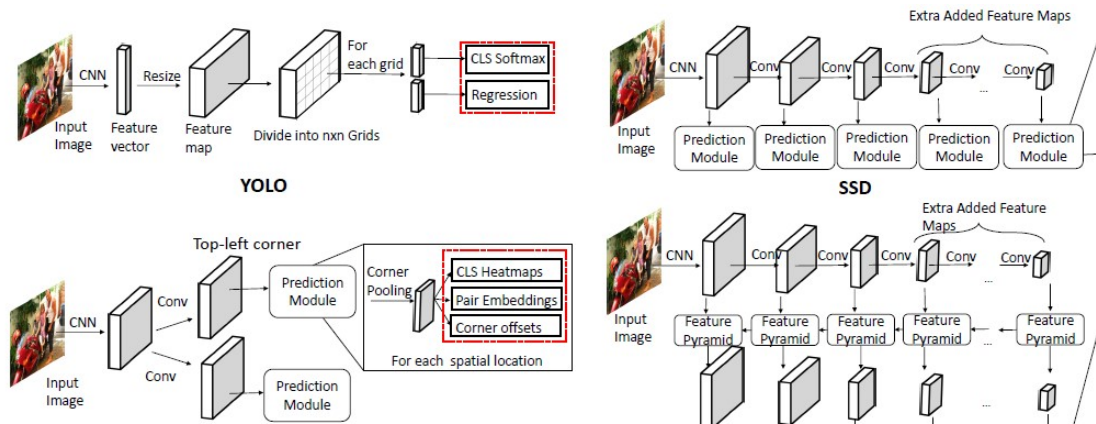 CNN
Resize
For
each grid
CLS Softmax
Regression
Input
Image
Feature
vector
Feature
map
Divide into nxn Grids
YOLO
Extra Added Feature Maps
CNN
Conv
Conv
Conv
Conv
Conv
...
Input
Image
Prediction
Module
Prediction
Module
Prediction
Module
Prediction
Module
Prediction
Module
SSD
Top-left corner
CNN
Conv
Conv
Input
Image
Prediction
Module
Prediction
Module
Corner
Pooling
CLS Heatmaps
Pair Embeddings
Corner offsets
For each spatial location
Extra Added Feature
Maps
CNN
Conv
Conv
Conv
Conv
Conv
...
Input
Image
Feature
Pyramid
Feature
Pyramid
Feature
Pyramid
Feature
Pyramid
...
Feature
Pyramid
...